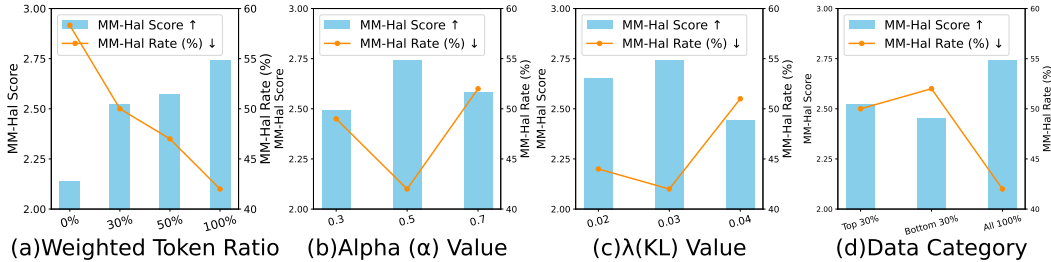 3.00
2.75
2.50
2.25
2.00
MM-Hal Score
MM-Hal Score ↑
MM-Hal Rate (%) ↓
60
55
50
45
40
MM-Hal Rate (%)
0%
30%
50%
100%
(a)Weighted Token Ratio
3.00
2.75
2.50
2.25
2.00
MM-Hal Score
MM-Hal Score ↑
MM-Hal Rate (%) ↓
60
55
50
45
40
MM-Hal Rate (%)
0.3
0.5
0.7
(b)Alpha (α) Value
3.00
2.75
2.50
2.25
2.00
MM-Hal Score
MM-Hal Score ↑
MM-Hal Rate (%) ↓
60
55
50
45
40
MM-Hal Rate (%)
0.02
0.03
0.04
(c)λ(KL) Value
3.00
2.75
2.50
2.25
2.00
MM-Hal Score
MM-Hal Score ↑
MM-Hal Rate (%) ↓
60
55
50
45
40
MM-Hal Rate (%)
Top 30%
Bottom 30%
All 100%
(d)Data Category